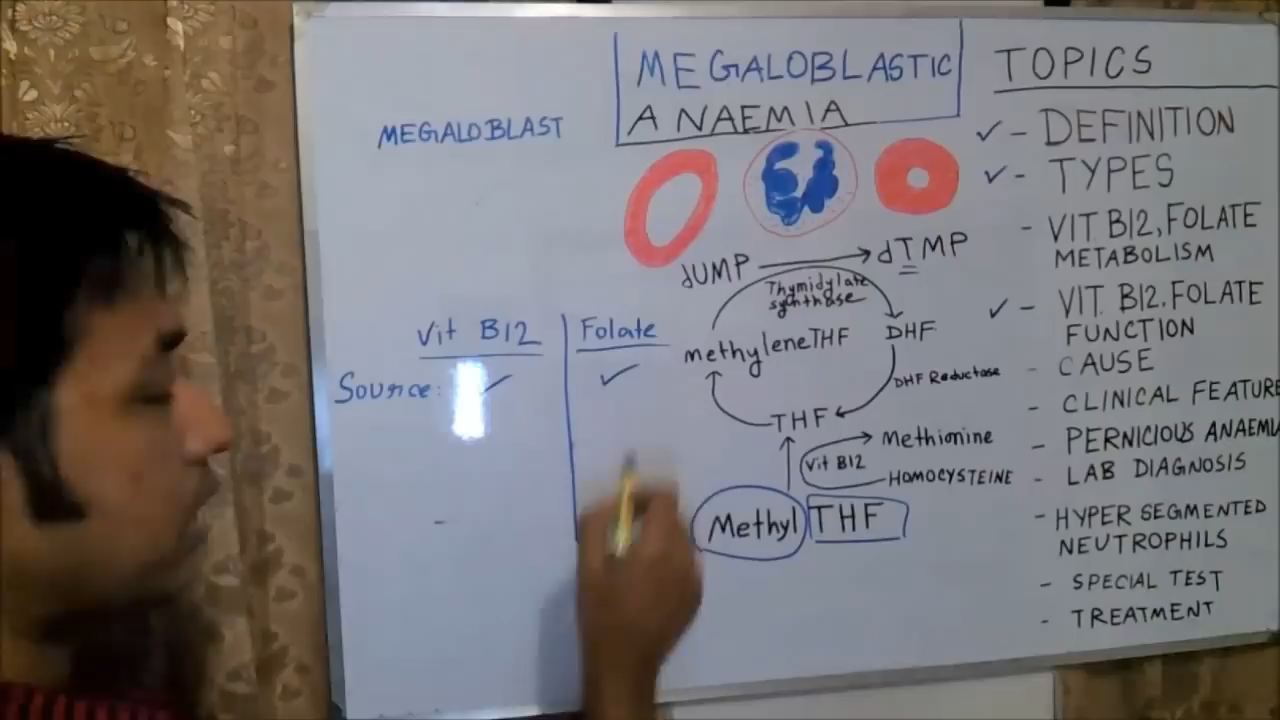 MEGALOBLASTIC
ANAEMIA
MEGALOBLAST
dUMP
dTMP
Thymidylate
synthase
methyleneTHF
DHF
DHF Reductase
THF
Methionine
Vit B12
HOMOCYSTEINE
Methyl THF
Vit B12
Folate
Source:
TOPICS
- DEFINITION
- TYPES
- VIT B12, FOLATE
METABOLISM
- VIT. B12. FOLATE
FUNCTION
- CAUSE
- CLINICAL FEATURE
- PERNICIOUS ANAEMI
- LAB DIAGNOSIS
- HYPER SEGMENTED
NEUTROPHILS
- SPECIAL TEST
- TREATMENT